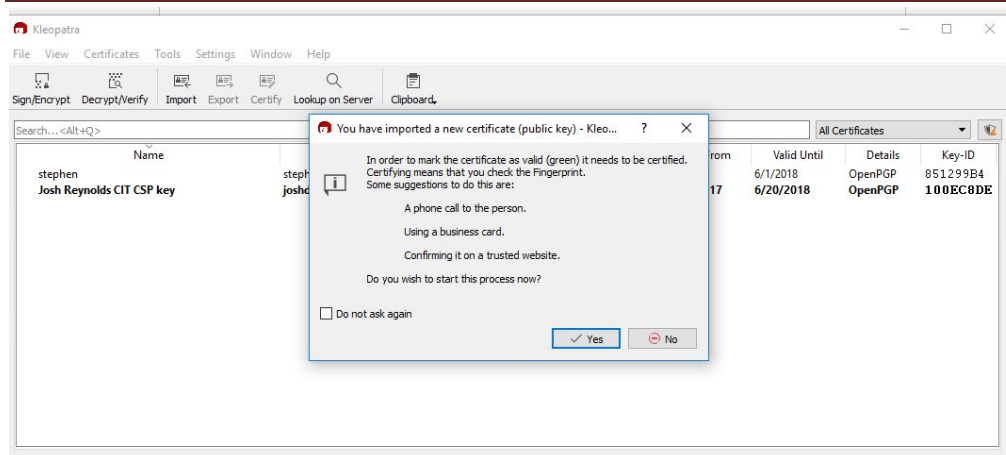 Kleopatra
File View Certificates Tools Settings Window Help
Sign/Encrypt Decrypt/Verify Import Export Certify Lookup on Server Clipboard
Search...<Alt+Q> All Certificates
You have imported a new certificate (public key) - Kleo... ? X
Name rom Valid Until Details Key-ID
stephen steph 6/1/2018 OpenPGP 851299B4
Josh Reynolds CIT CSP key joshd 17 6/20/2018 OpenPGP 100EC8DE
In order to mark the certificate as valid (green) it needs to be certified.
Certifying means that you check the Fingerprint.
Some suggestions to do this are:
A phone call to the person.
Using a business card.
Confirming it on a trusted website.
Do you wish to start this process now?
Do not ask again
Yes No